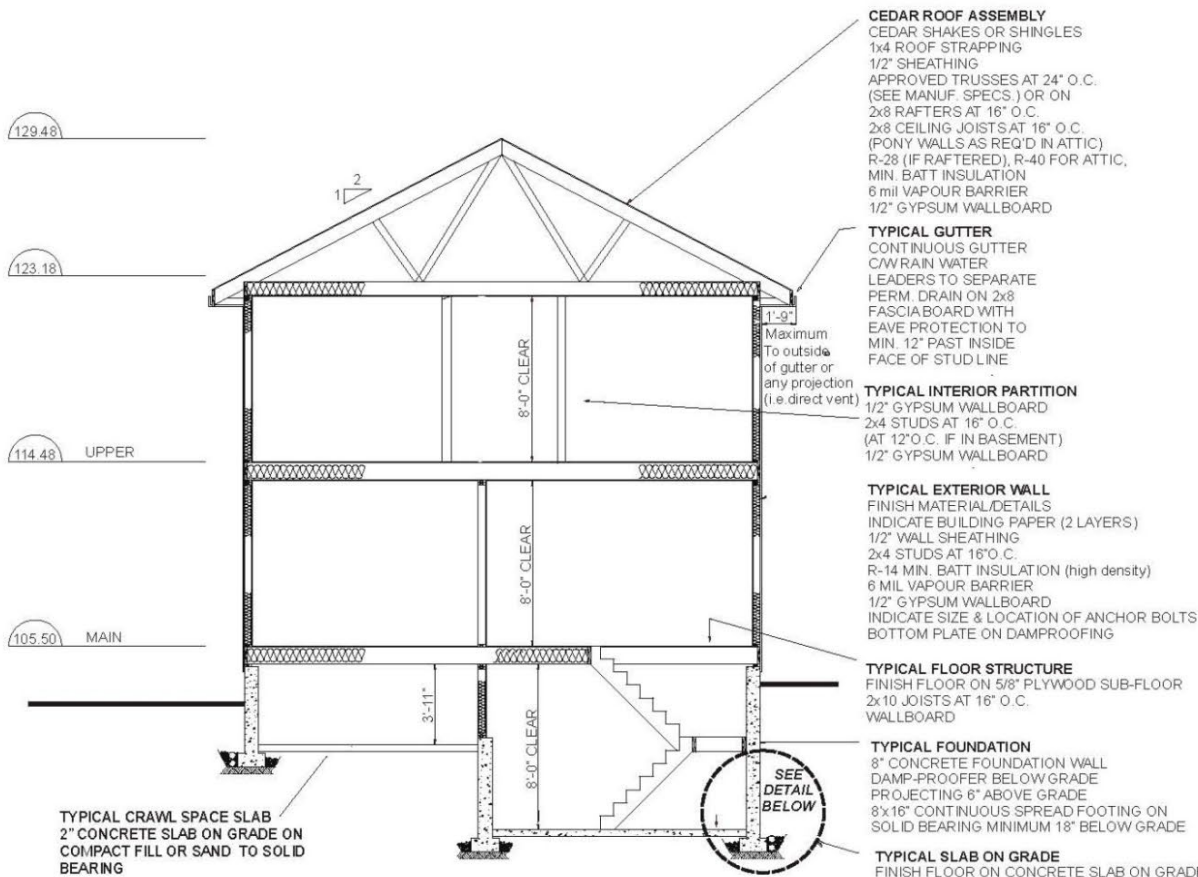 CEDAR ROOF ASSEMBLY
CEDAR SHAKES OR SHINGLES
1x4 ROOF STRAPPING
1/2" SHEATHING
APPROVED TRUSSES AT 24" O.C.
(SEE MANUF. SPECS.) OR ON
2x8 RAFTERS AT 16" O.C.
2x8 CEILING JOISTS AT 16" O.C.
(PONY WALLS AS REQ'D IN ATTIC)
R-28 (IF RAFTERED), R-40 FOR ATTIC,
MIN. BATT INSULATION
6 mil VAPOUR BARRIER
1/2" GYPSUM WALLBOARD
129.48
2
1
TYPICAL GUTTER
CONTINUOUS GUTTER
C/W RAIN WATER
LEADERS TO SEPARATE
PERM. DRAIN ON 2x8
FASCIABOARD WITH
EAVE PROTECTION TO
MIN. 12" PAST INSIDE
FACE OF STUD LINE
123.18
1'-9"
Maximum
To outside
of gutter or
any projection
(i.e.direct vent)
8'-0" CLEAR
TYPICAL INTERIOR PARTITION
1/2" GYPSUM WALLBOARD
2x4 STUDS AT 16" O.C.
(AT 12"O.C. IF IN BASEMENT)
1/2" GYPSUM WALLBOARD
114.48 UPPER
TYPICAL EXTERIOR WALL
FINISH MATERIAL/DETAILS
INDICATE BUILDING PAPER (2 LAYERS)
1/2" WALL SHEATHING
2x4 STUDS AT 16"O.C.
R-14 MIN. BATT INSULATION (high density)
6 MIL VAPOUR BARRIER
1/2" GYPSUM WALLBOARD
INDICATE SIZE & LOCATION OF ANCHOR BOLTS
BOTTOM PLATE ON DAMPROOFING
8'-0" CLEAR
105.50 MAIN
TYPICAL FLOOR STRUCTURE
FINISH FLOOR ON 5/8" PLYWOOD SUB-FLOOR
2x10 JOISTS AT 16" O.C.
WALLBOARD
3'-11"
8'-0" CLEAR
TYPICAL FOUNDATION
8" CONCRETE FOUNDATION WALL
DAMP-PROOFER BELOW GRADE
PROJECTING 6" ABOVE GRADE
8'x16" CONTINUOUS SPREAD FOOTING ON
SOLID BEARING MINIMUM 18" BELOW GRADE
SEE
DETAIL
BELOW
TYPICAL CRAWL SPACE SLAB
2" CONCRETE SLAB ON GRADE ON
COMPACT FILL OR SAND TO SOLID
BEARING
TYPICAL SLAB ON GRADE
FINISH FLOOR ON CONCRETE SLAB ON GRADE